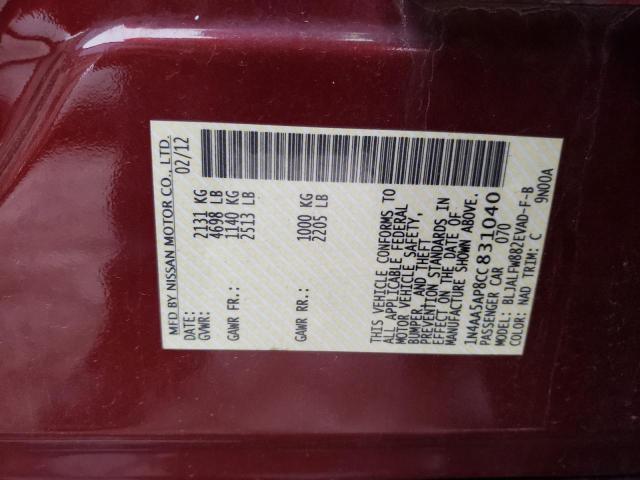 MFD BY NISSAN MOTOR CO., LTD.
DATE: 02/12
GVWR: 2131 KG
4698 LB
GAWR FR.: 1140 KG
2513 LB
GAWR RR.: 1000 KG
2205 LB
THIS VEHICLE CONFORMS TO
ALL APPLICABLE FEDERAL
MOTOR VEHICLE SAFETY,
BUMPER, AND THEFT
PREVENTION STANDARDS IN
EFFECT ON THE DATE OF
MANUFACTURE SHOWN ABOVE.
1N4AA5AP8CC831040
PASSENGER CAR 070
MODEL: BLJALFW882EVAD-F-B
COLOR: NAD TRIM: C 9N00A